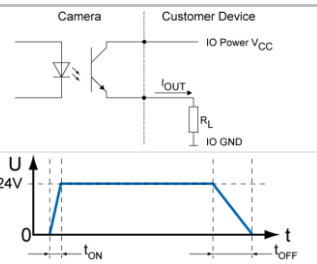 Camera
Customer Device
IO Power VCC
IOUT
RL
IO GND
U
24V
0
t
tON
tOFF